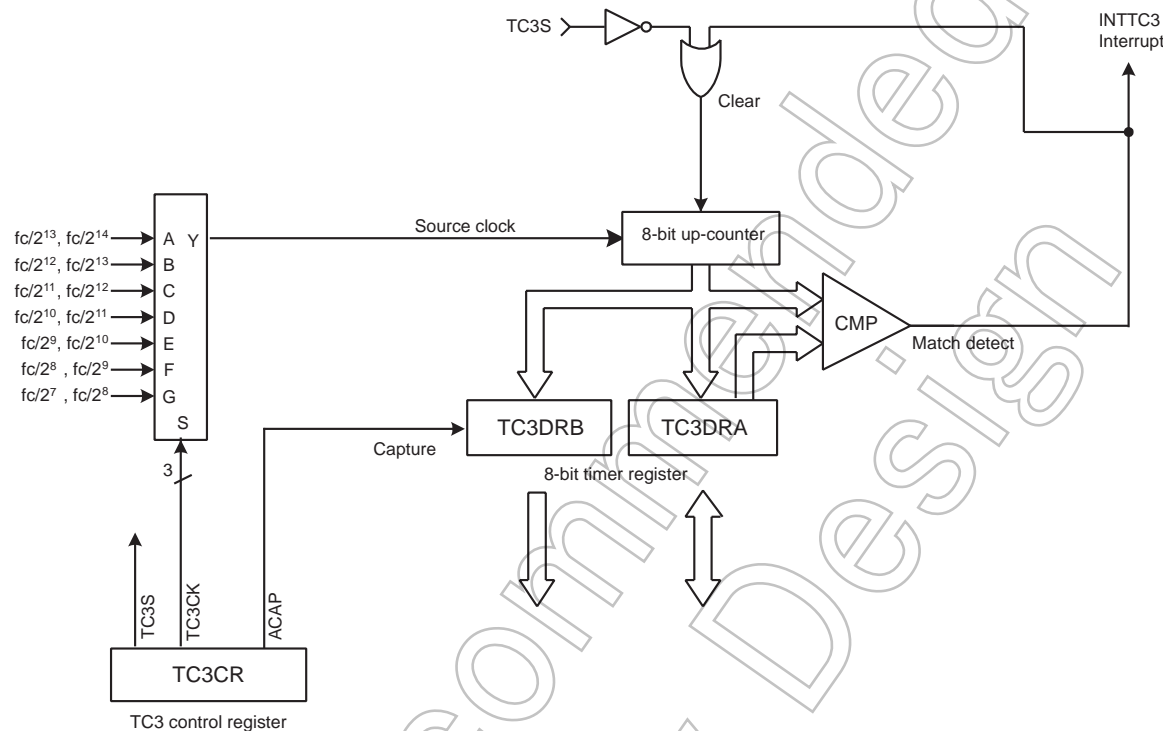 TC3S
INTTC3
Interrupt
Clear
Source clock
8-bit up-counter
fc/2¹³, fc/2¹⁴
A Y
fc/2¹², fc/2¹³
B
fc/2¹¹, fc/2¹²
C
fc/2¹⁰, fc/2¹¹
D
fc/2⁹, fc/2¹⁰
E
fc/2⁸ , fc/2⁹
F
fc/2⁷ , fc/2⁸
G
S
CMP
Match detect
3
Capture
TC3DRB
TC3DRA
8-bit timer register
TC3S
TC3CK
ACAP
TC3CR
TC3 control register
Design